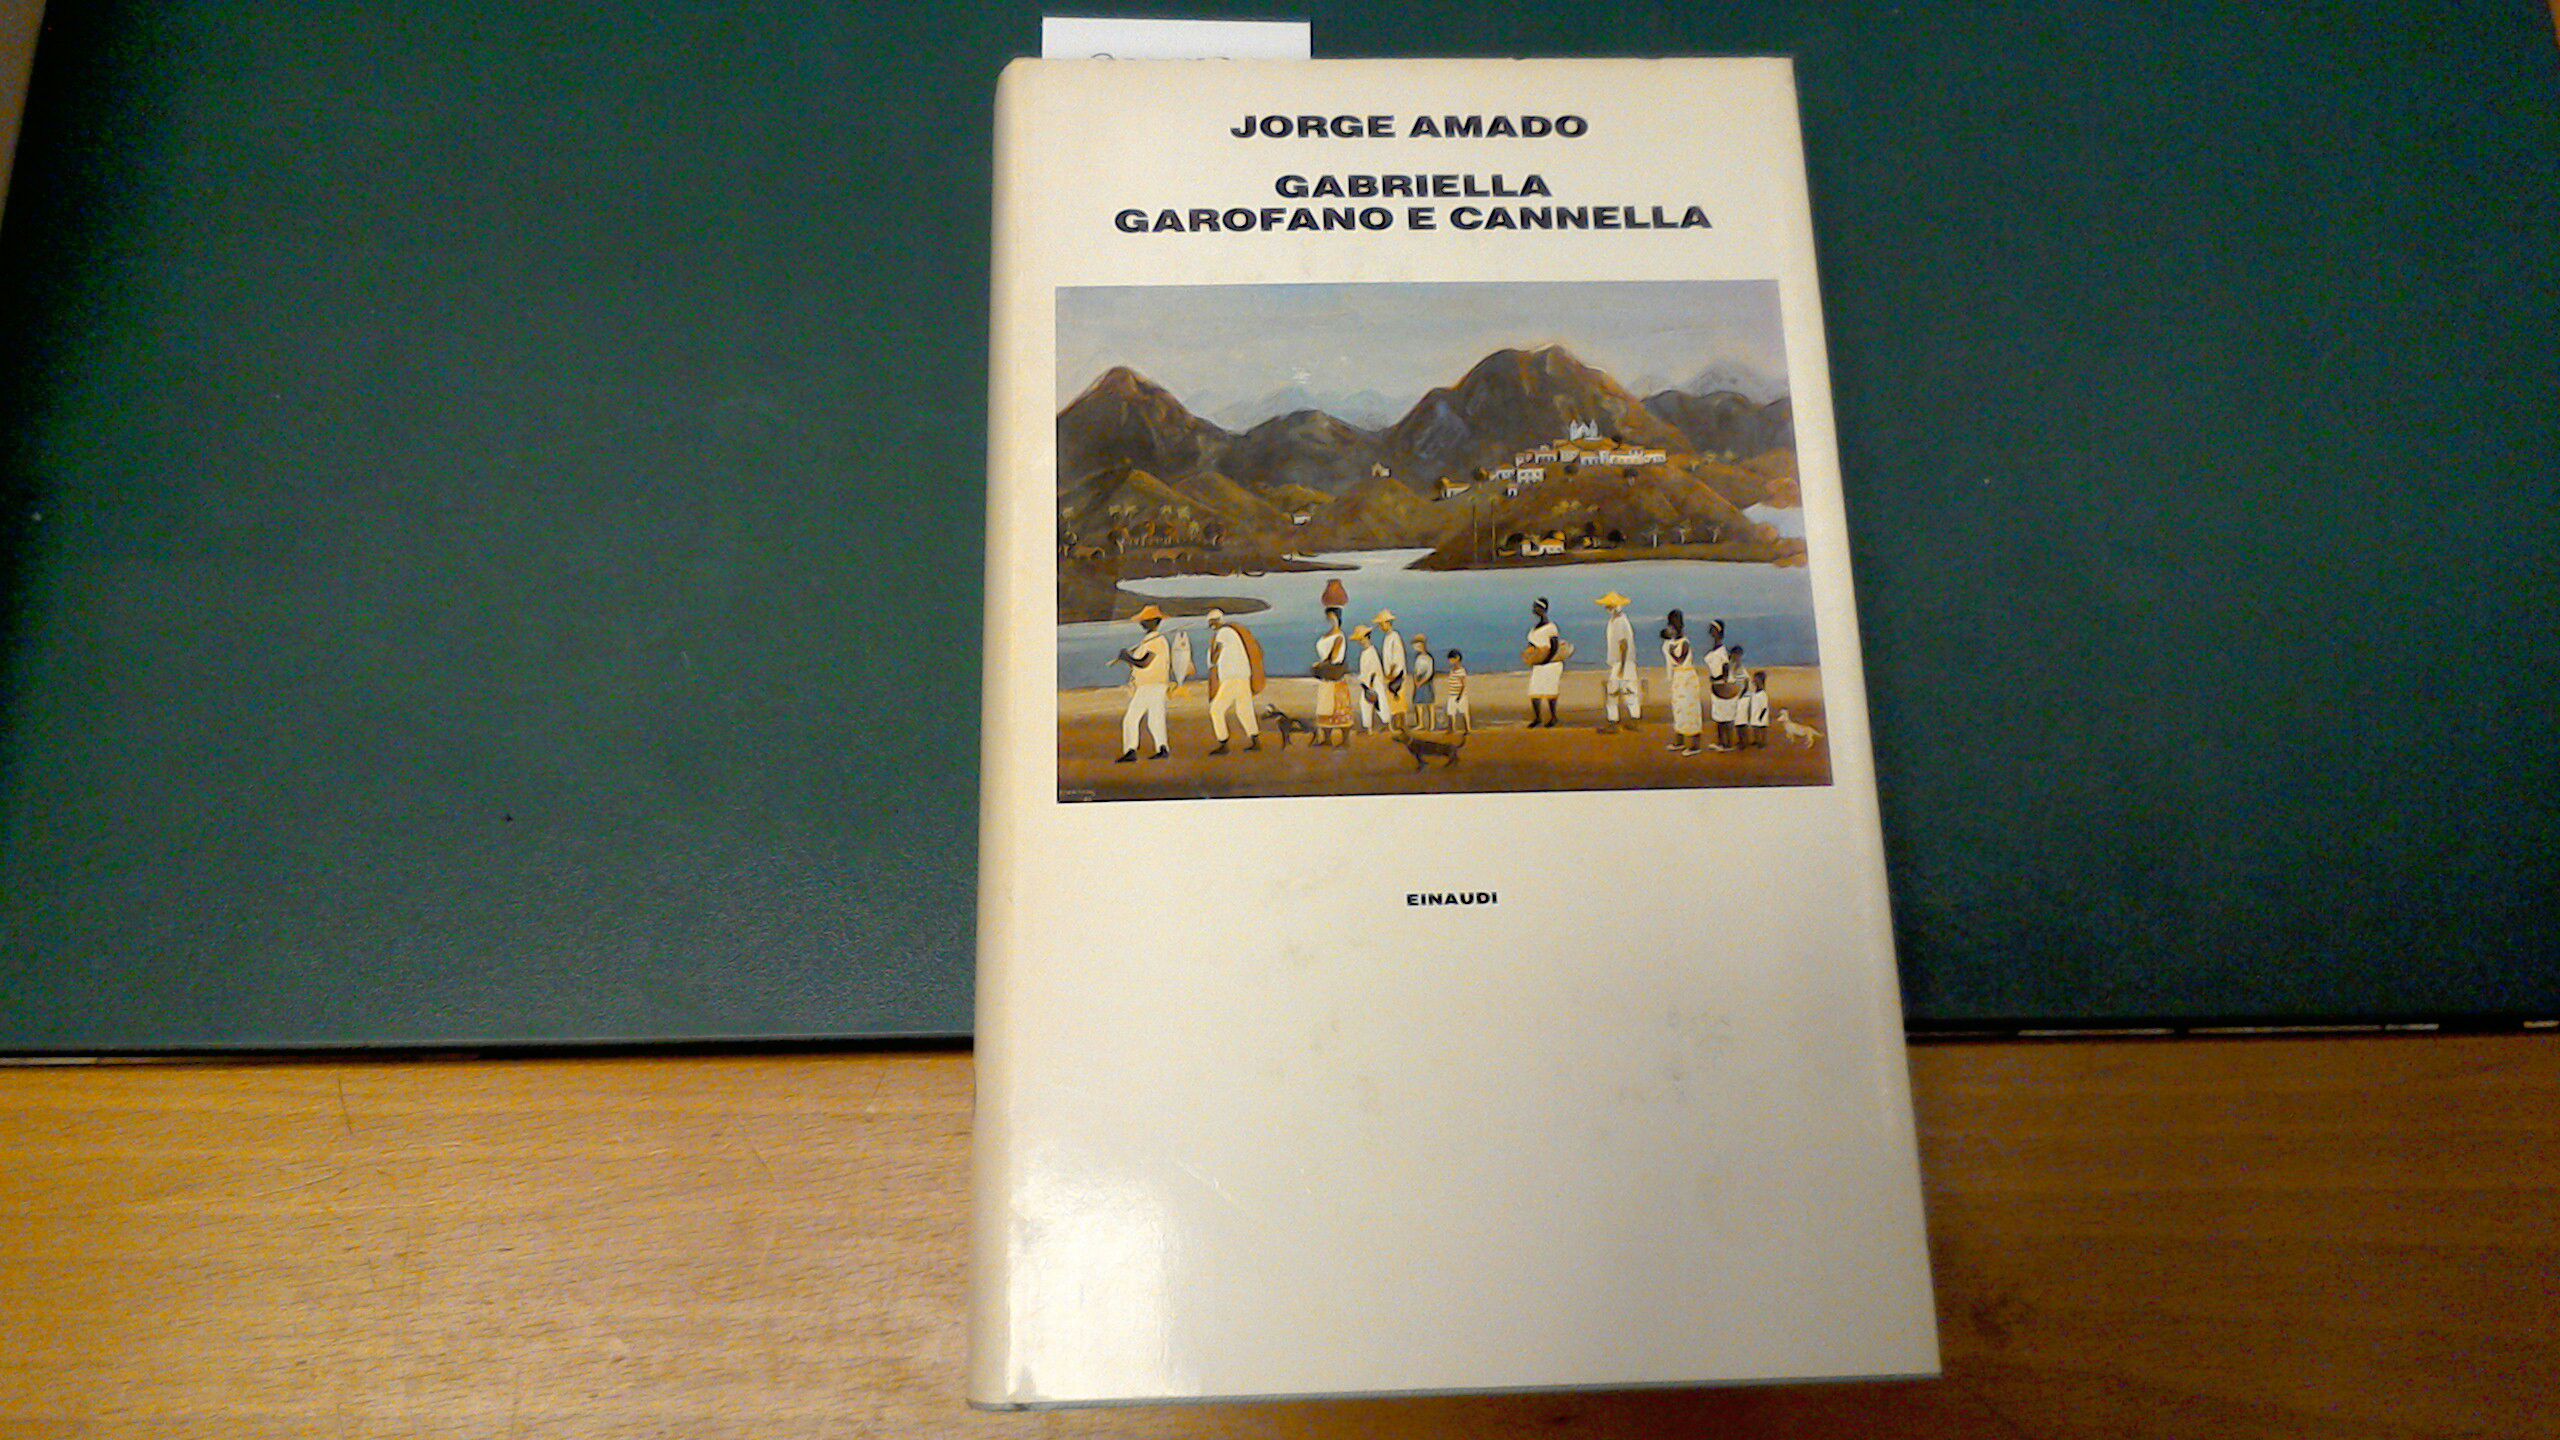 JORGE AMADO
GABRIELLA
GAROFANO E CANNELLA
EINAUDI